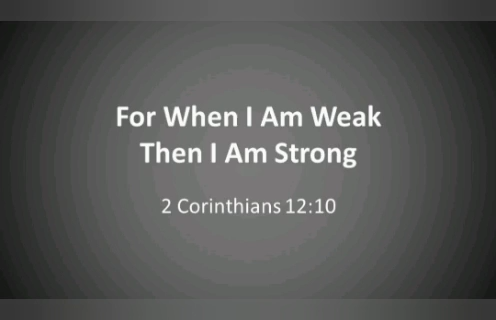 For When I Am Weak
Then I Am Strong
2 Corinthians 12:10